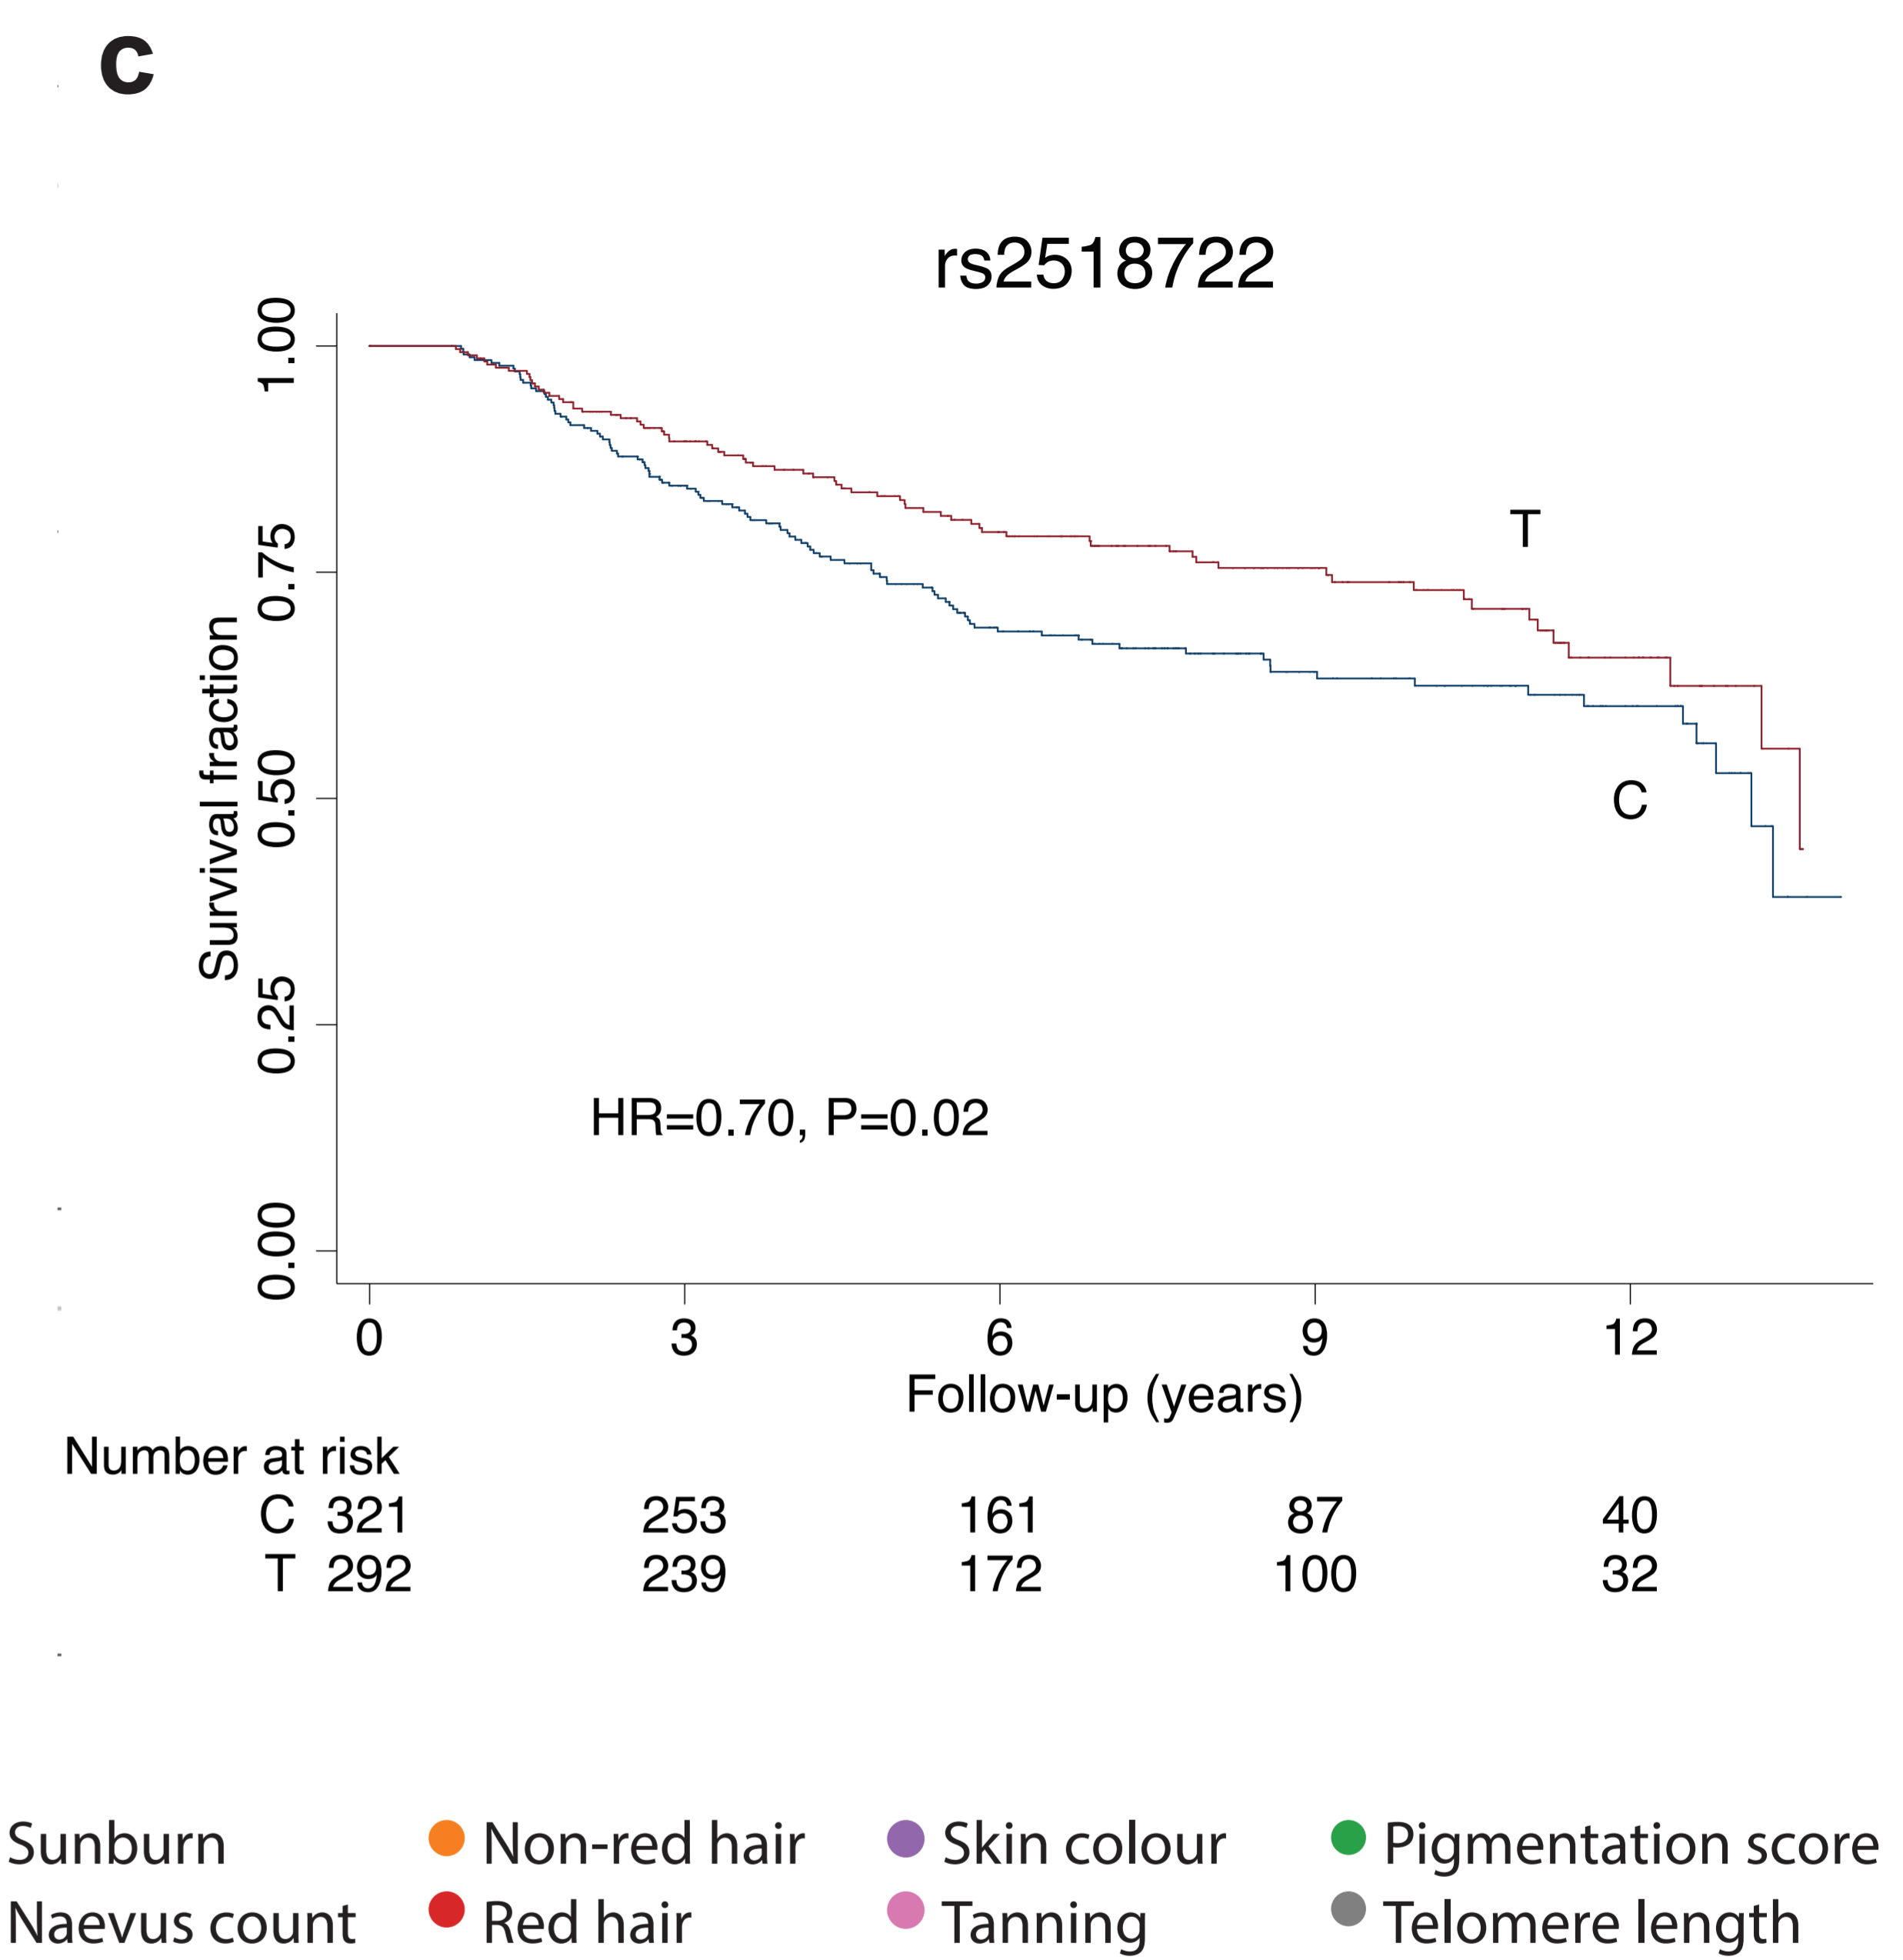 C
rs2518722
1.00
0.75
0.50
0.25
0.00
Survival fraction
T
C
HR=0.70, P=0.02
0 3 6 9 12
Follow-up (years)
Number at risk
C 321 253 161 87 40
T 292 239 172 100 32
Sunburn Non-red hair Skin colour Pigmentation score
Naevus count Red hair Tanning Telomere length